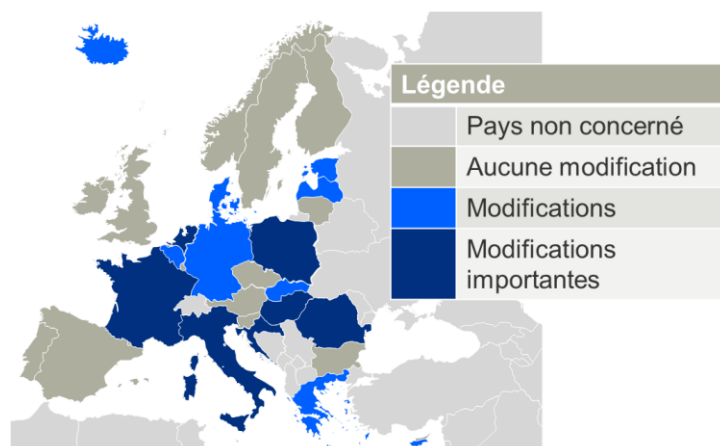 Légende
Pays non concerné
Aucune modification
Modifications
Modifications
importantes